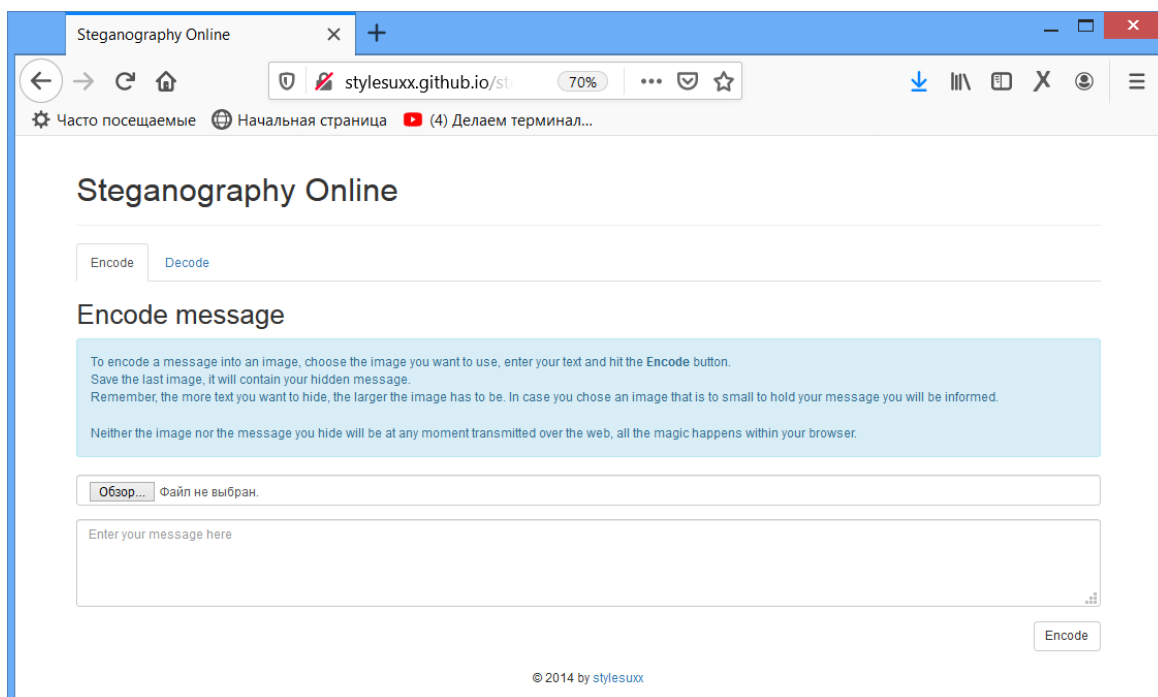 Steganography Online
stylesuxx.github.io/st 70%
Часто посещаемые Начальная страница (4) Делаем терминал...
Steganography Online
Encode Decode
Encode message
To encode a message into an image, choose the image you want to use, enter your text and hit the Encode button.
Save the last image, it will contain your hidden message.
Remember, the more text you want to hide, the larger the image has to be. In case you chose an image that is to small to hold your message you will be informed.
Neither the image nor the message you hide will be at any moment transmitted over the web, all the magic happens within your browser.
Обзор... Файл не выбран.
Enter your message here
Encode
© 2014 by stylesuxx